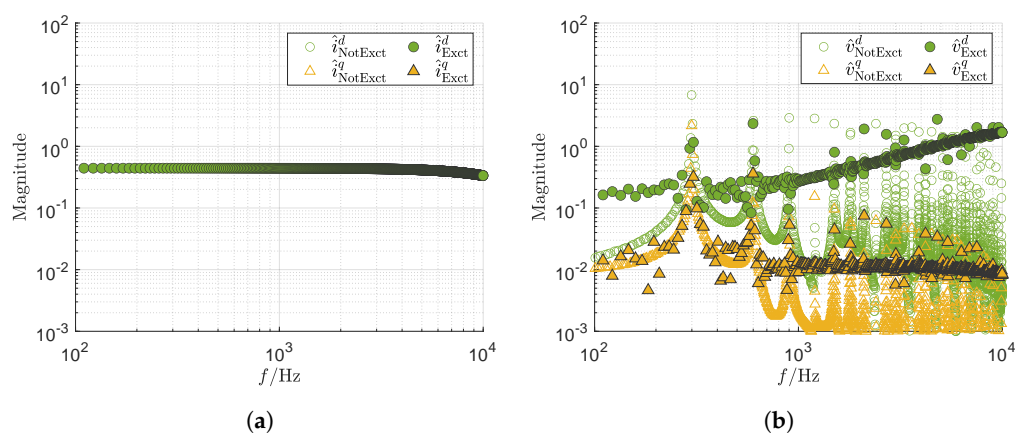 10^2
10^1
10^0
10^{-1}
10^{-2}
10^{-3}
Magnitude
î^d_NotExct î^d_Exct
î^q_NotExct î^q_Exct
10^2 10^3 10^4
f/Hz
(a)
10^2
10^1
10^0
10^{-1}
10^{-2}
10^{-3}
Magnitude
v̂^d_NotExct v̂^d_Exct
v̂^q_NotExct v̂^q_Exct
10^2 10^3 10^4
f/Hz
(b)